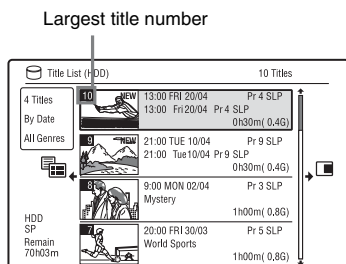 Largest title number
Title List (HDD) 10 Titles
4 Titles
By Date
All Genres
10 NEW 13:00 FRI 20/04 Pr 4 SLP
13:00 Fri20/04 Pr 4 SLP
0h30m( 0.4G)
9 NEW 21:00 TUE 10/04 Pr 9 SLP
21:00 Tue10/04 Pr 9 SLP
0h30m( 0.4G)
8 9:00 MON 02/04 Pr 3 SLP
Mystery
1h00m( 0,8G)
7 20:00 FRI 30/03 Pr 5 SLP
World Sports
1h00m( 0,8G)
HDD
SP
Remain
70h03m